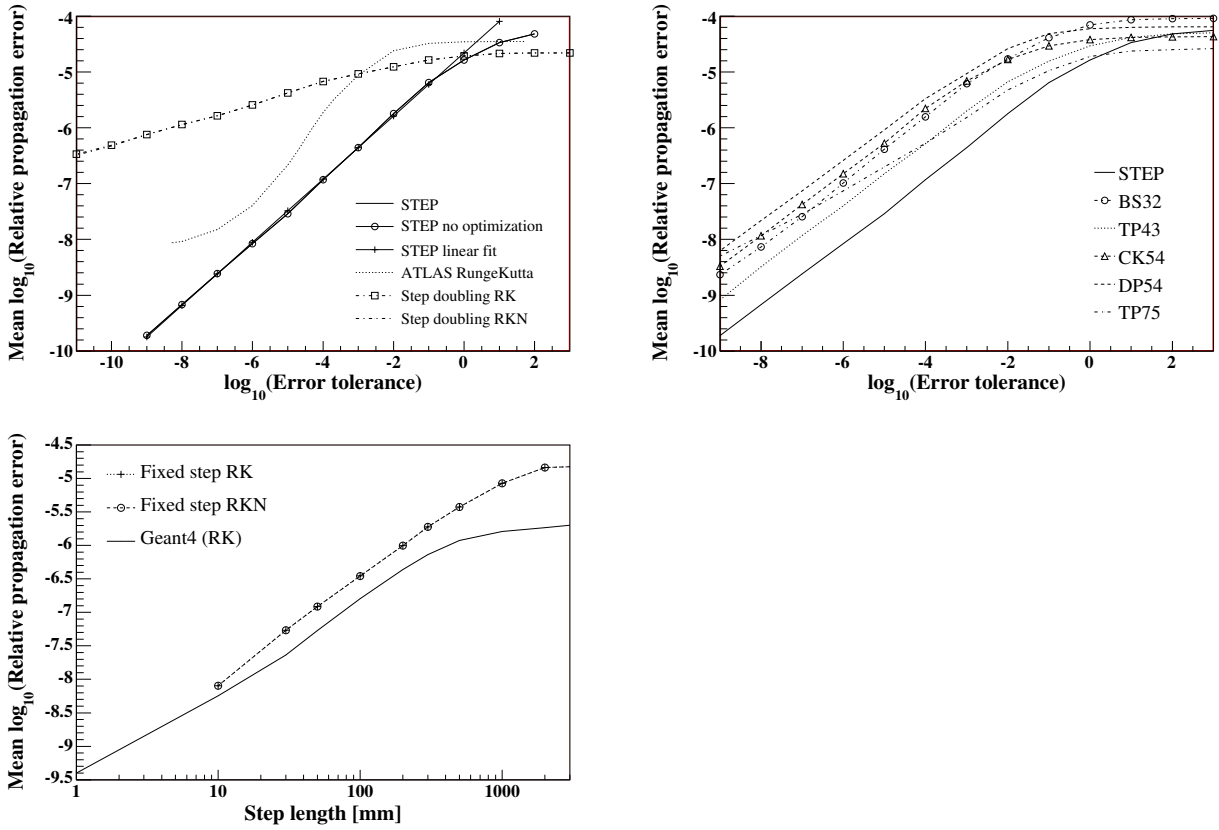 Mean log10(Relative propagation error)
-4
-5
-6
-7
-8
-9
-10
STEP
STEP no optimization
STEP linear fit
ATLAS RungeKutta
Step doubling RK
Step doubling RKN
-10 -8 -6 -4 -2 0 2
log10(Error tolerance)
Mean log10(Relative propagation error)
-4
-5
-6
-7
-8
-9
-10
STEP
BS32
TP43
CK54
DP54
TP75
-8 -6 -4 -2 0 2
log10(Error tolerance)
Mean log10(Relative propagation error)
-4.5
-5
-5.5
-6
-6.5
-7
-7.5
-8
-8.5
-9
-9.5
Fixed step RK
Fixed step RKN
Geant4 (RK)
1 10 100 1000
Step length [mm]